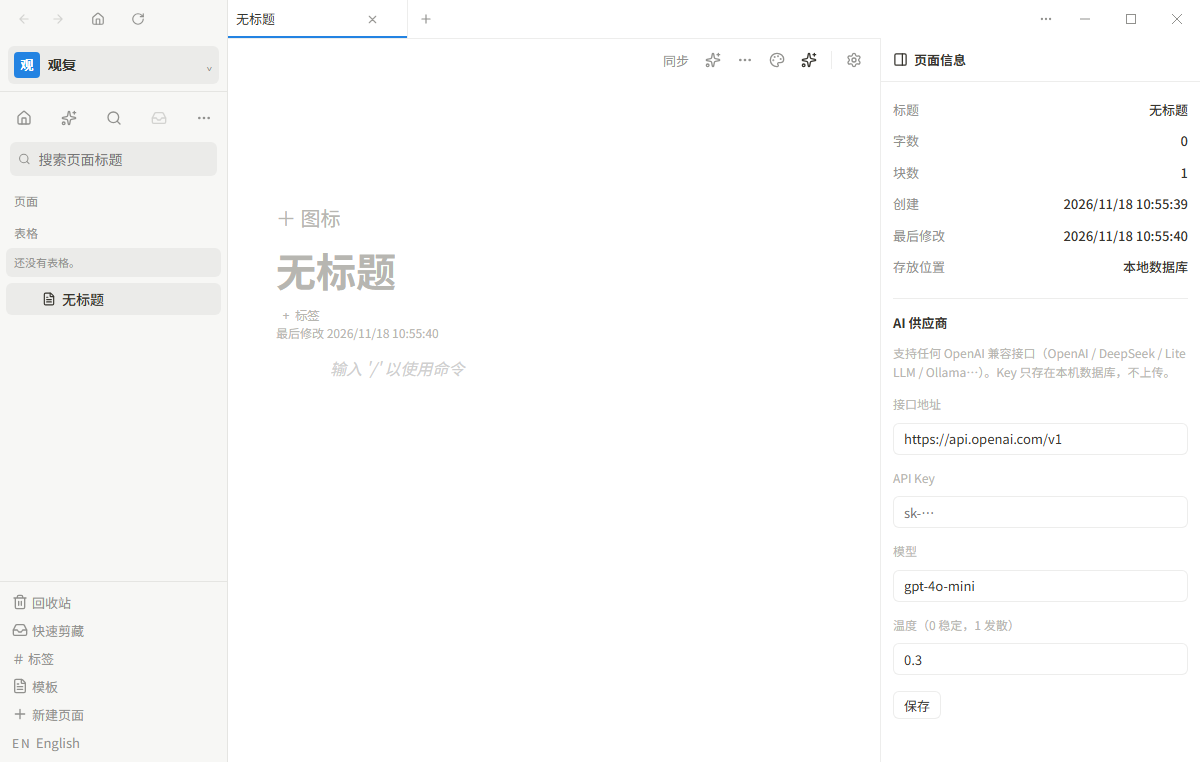 无标题
观 观复
搜索页面标题
页面
表格
还没有表格。
无标题
回收站
快速剪藏
# 标签
模板
新建页面
EN English
同步
图标
无标题
+ 标签
最后修改 2026/11/18 10:55:40
输入 '/' 以使用命令
页面信息
标题 无标题
字数 0
块数 1
创建 2026/11/18 10:55:39
最后修改 2026/11/18 10:55:40
存放位置 本地数据库
AI 供应商
支持任何 OpenAI 兼容接口（OpenAI / DeepSeek / Lite
LLM / Ollama…）。Key 只存在本机数据库，不上传。
接口地址
https://api.openai.com/v1
API Key
sk-…
模型
gpt-4o-mini
温度（0 稳定，1 发散）
0.3
保存